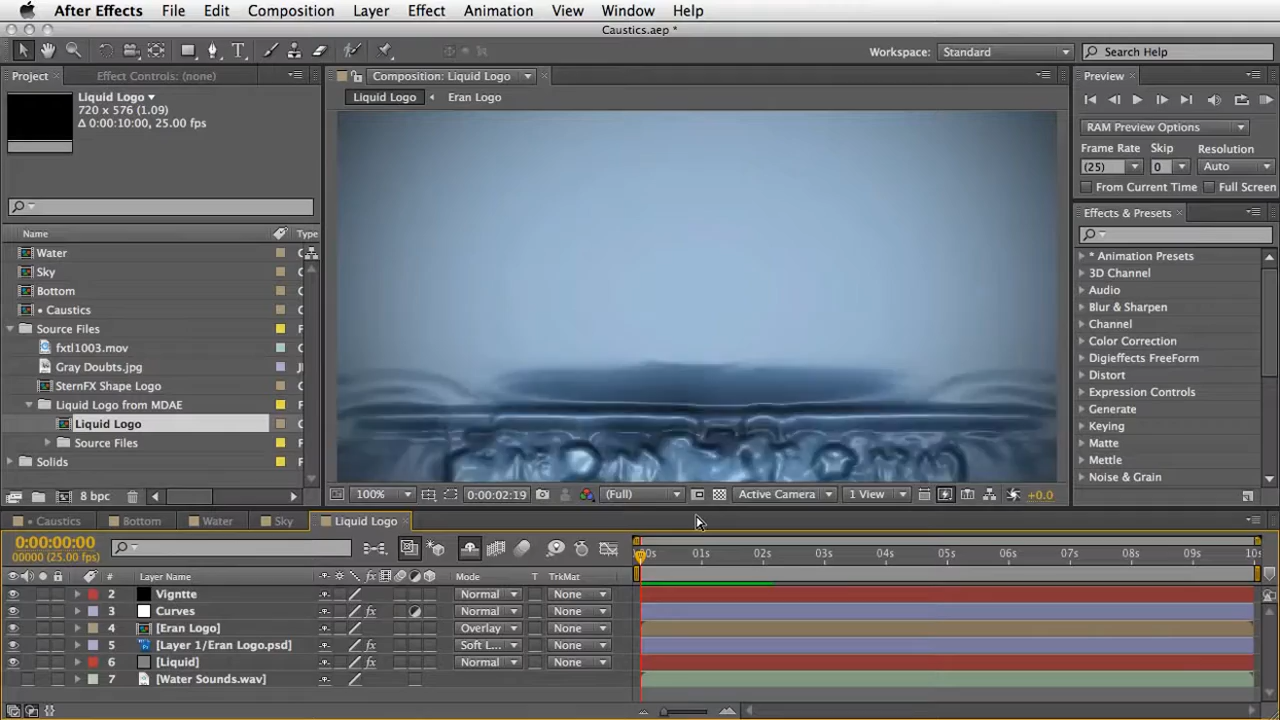 After Effects File Edit Composition Layer Effect Animation View Window Help
Caustics.aep *
Workspace: Standard Search Help
Project Effect Controls: (none) Composition: Liquid Logo Preview
Liquid Logo
720 x 576 (1.09)
Δ 0:00:10:00, 25.00 fps
Liquid Logo Eran Logo
RAM Preview Options
Frame Rate Skip Resolution
(25) 0 Auto
From Current Time Full Screen
Effects & Presets
Name Type
Water
Sky
Bottom
Caustics
Source Files
fxtl1003.mov
Gray Doubts.jpg
SternFX Shape Logo
Liquid Logo from MDAE
Liquid Logo
Source Files
Solids
* Animation Presets
3D Channel
Audio
Blur & Sharpen
Channel
Color Correction
Digieffects FreeForm
Distort
Expression Controls
Generate
Keying
Matte
Mettle
Noise & Grain
8 bpc
100% 0:00:02:19 (Full) Active Camera 1 View +0.0
Caustics Bottom Water Sky Liquid Logo
0:00:00:00
00000 (25.00 fps)
:00s 01s 02s 03s 04s 05s 06s 07s 08s 09s 10s
# Layer Name Mode T TrkMat
2 Vigntte Normal None
3 Curves Normal None
4 [Eran Logo] Overlay None
5 [Layer 1/Eran Logo.psd] Soft L... None
6 [Liquid] Normal None
7 [Water Sounds.wav]